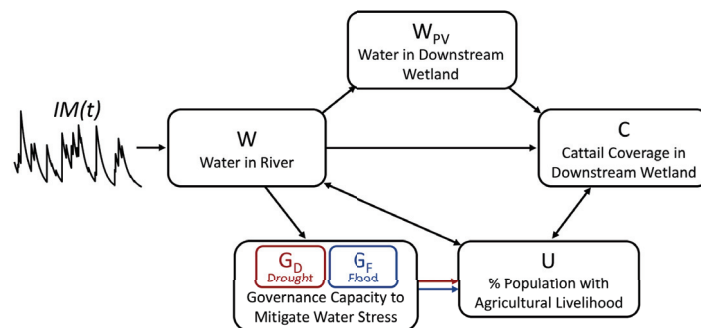 W_PV
Water in Downstream
Wetland
IM(t)
W
Water in River
C
Cattail Coverage in
Downstream Wetland
G_D
Drought
G_F
Flood
Governance Capacity to
Mitigate Water Stress
U
% Population with
Agricultural Livelihood